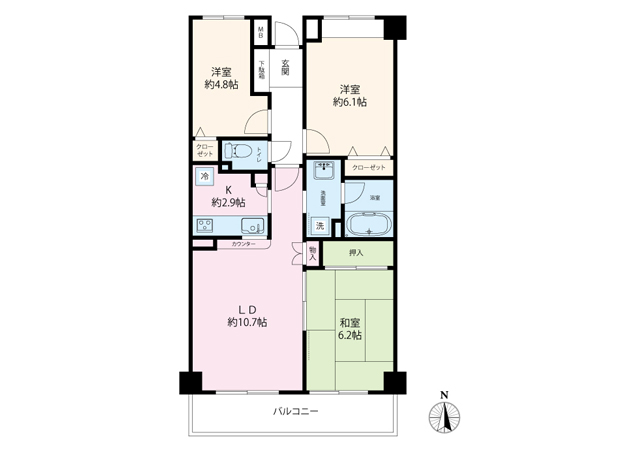 MB
洋室
約4.8帖
下駄箱
玄関
洋室
約6.1帖
クロー
ゼット
トイレ
クローゼット
冷
K
約2.9帖
洗面室
浴室
洗
カウンター
物入
押入
LD
約10.7帖
和室
6.2帖
バルコニー
N